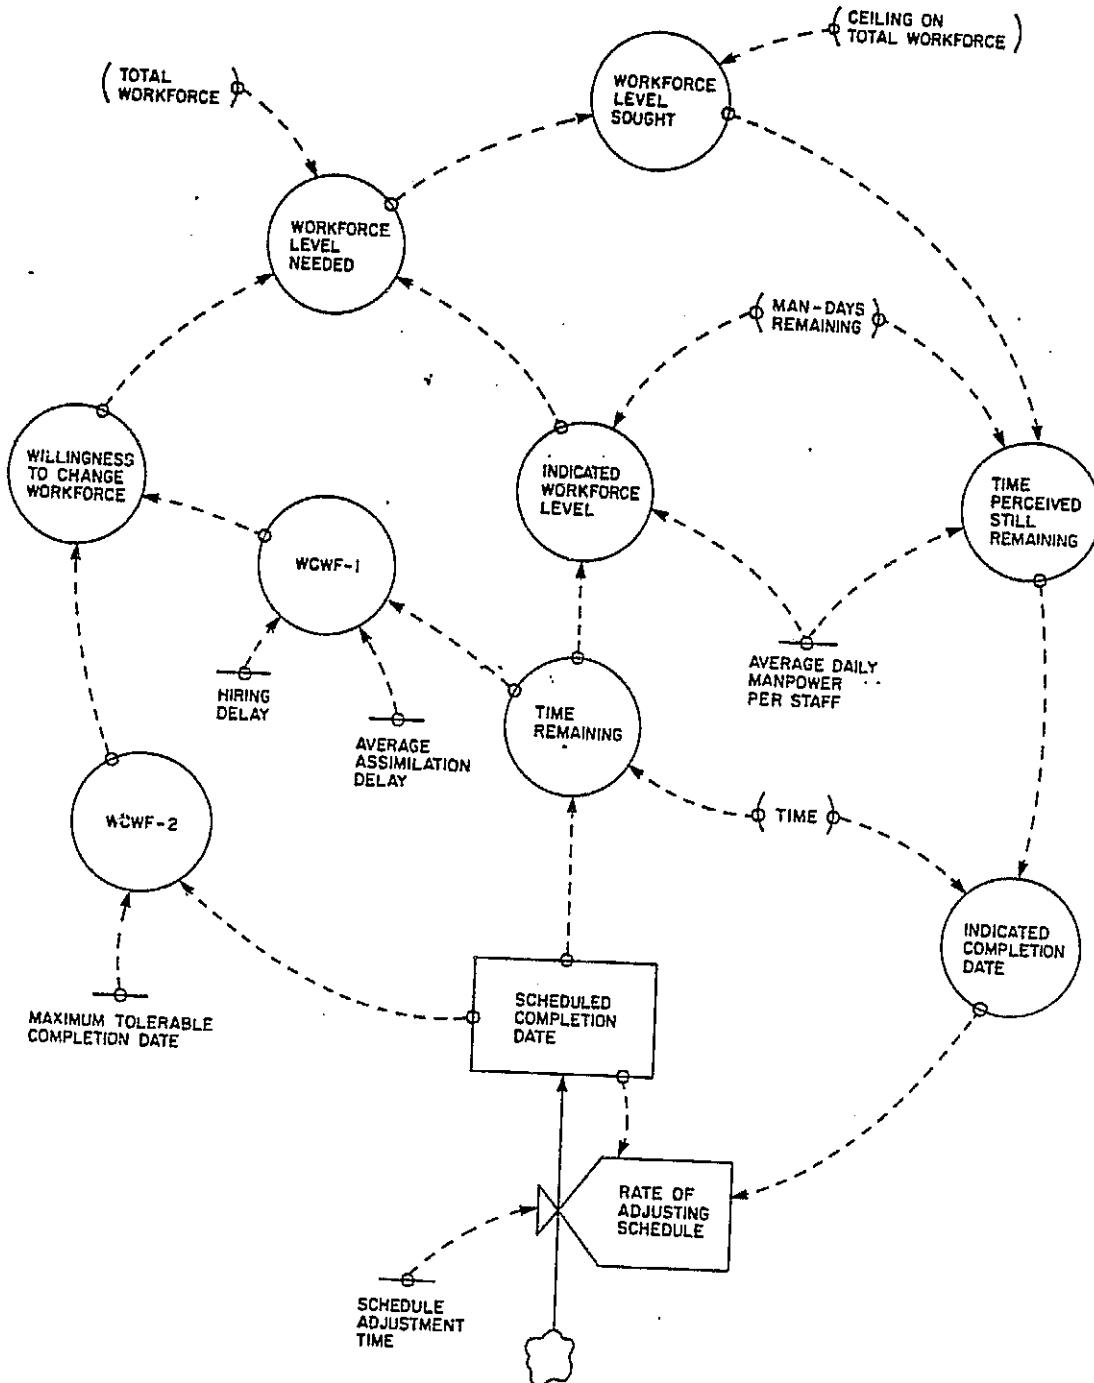 ( CEILING ON
TOTAL WORKFORCE )
( TOTAL
WORKFORCE )
WORKFORCE
LEVEL
SOUGHT
WORKFORCE
LEVEL
NEEDED
( MAN-DAYS
REMAINING )
WILLINGNESS
TO CHANGE
WORKFORCE
INDICATED
WORKFORCE
LEVEL
TIME
PERCEIVED
STILL
REMAINING
WCWF-1
HIRING
DELAY
AVERAGE
ASSIMILATION
DELAY
TIME
REMAINING
AVERAGE DAILY
MANPOWER
PER STAFF
WCWF-2
( TIME )
MAXIMUM TOLERABLE
COMPLETION DATE
SCHEDULED
COMPLETION
DATE
INDICATED
COMPLETION
DATE
RATE OF
ADJUSTING
SCHEDULE
SCHEDULE
ADJUSTMENT
TIME